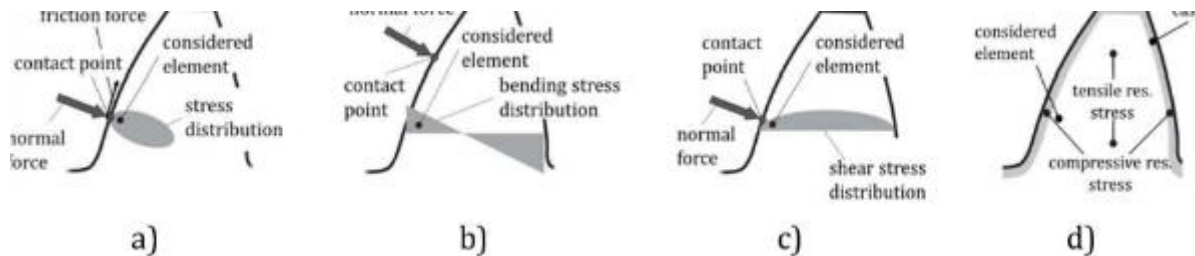 friction force
contact point
considered
element
stress
distribution
normal
force
a)
normal force
considered
element
contact
point
bending stress
distribution
b)
contact
point
considered
element
normal
force
shear stress
distribution
c)
considered
element
tensile res.
stress
compressive res.
stress
d)